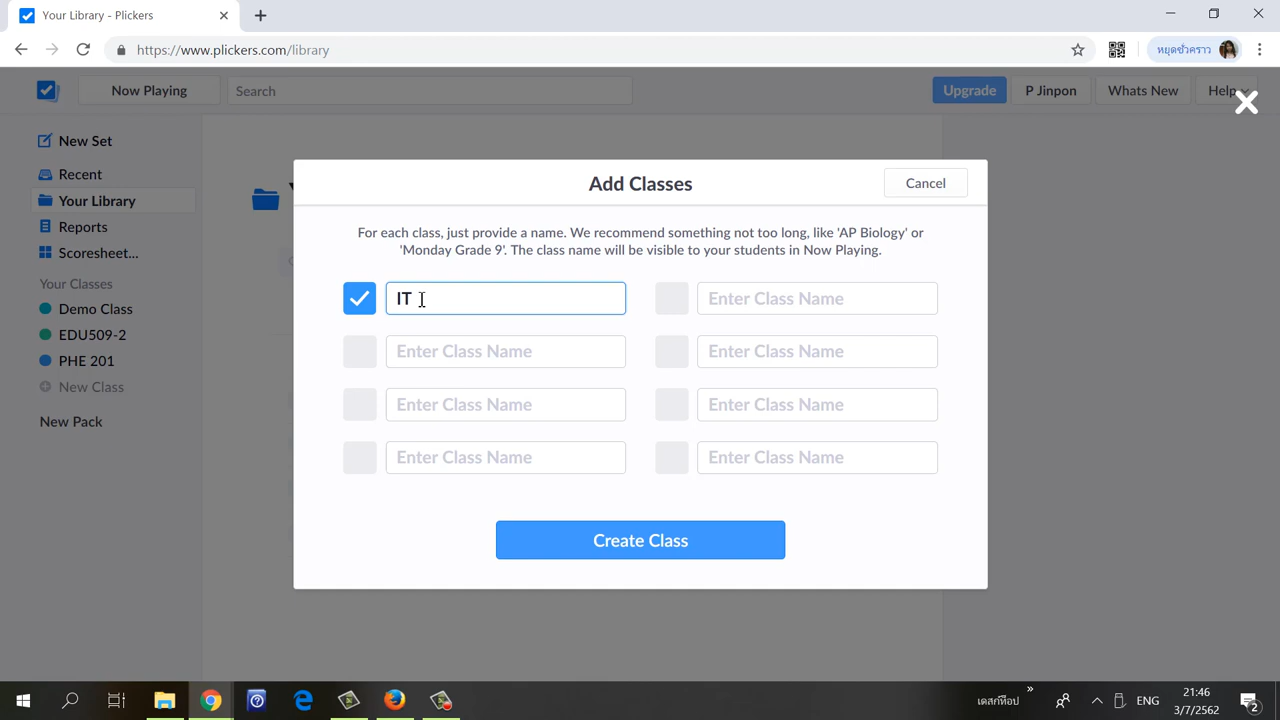 Your Library - Plickers
https://www.plickers.com/library
หยุดชั่วคราว
Now Playing
Search
Upgrade
P Jinpon
Whats New
Help
New Set
Recent
Your Library
Reports
Scoresheet...
Your Classes
Demo Class
EDU509-2
PHE 201
New Class
New Pack
Add Classes
Cancel
For each class, just provide a name. We recommend something not too long, like 'AP Biology' or
'Monday Grade 9'. The class name will be visible to your students in Now Playing.
IT
Enter Class Name
Enter Class Name
Enter Class Name
Enter Class Name
Enter Class Name
Enter Class Name
Enter Class Name
Create Class
เดสก์ท็อป
»
ENG
21:46
3/7/2562
2